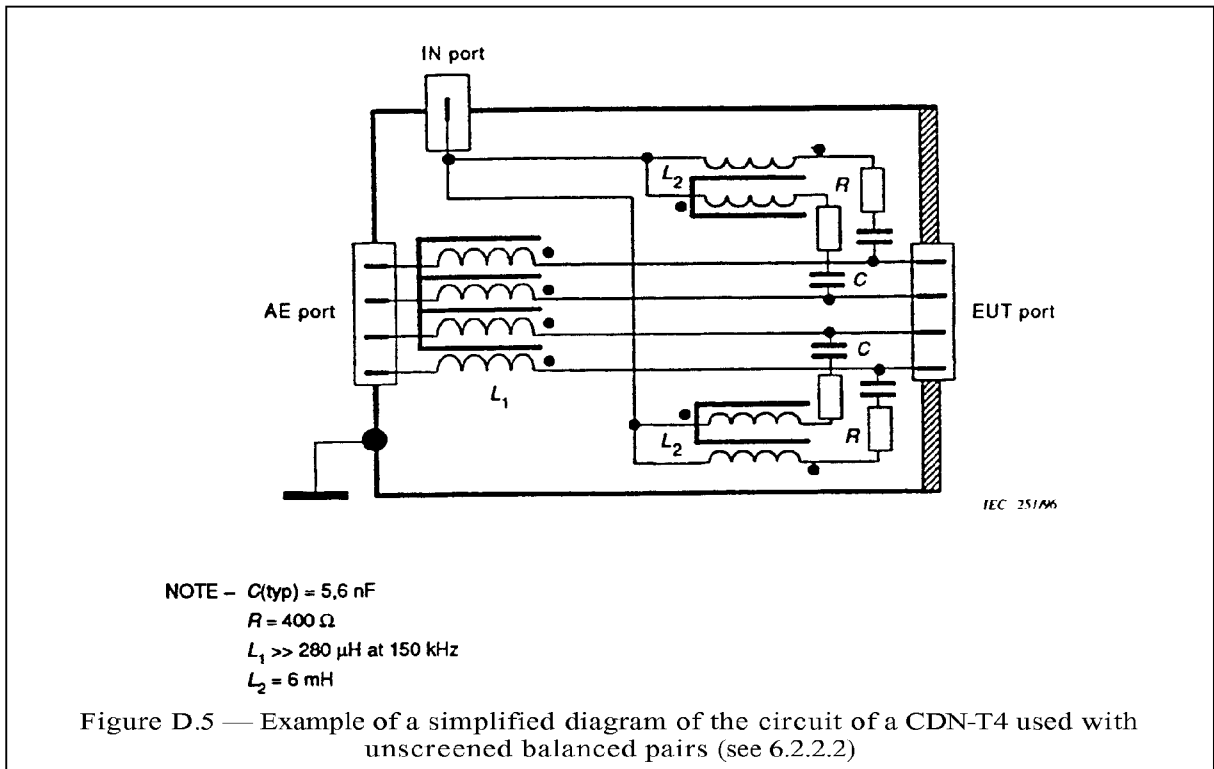 IN port
L2
R
C
AE port
EUT port
C
L1
L2
R
IEC 251/96
NOTE – C(typ) = 5,6 nF
R = 400 Ω
L1 >> 280 µH at 150 kHz
L2 = 6 mH
Figure D.5 — Example of a simplified diagram of the circuit of a CDN-T4 used with
unscreened balanced pairs (see 6.2.2.2)